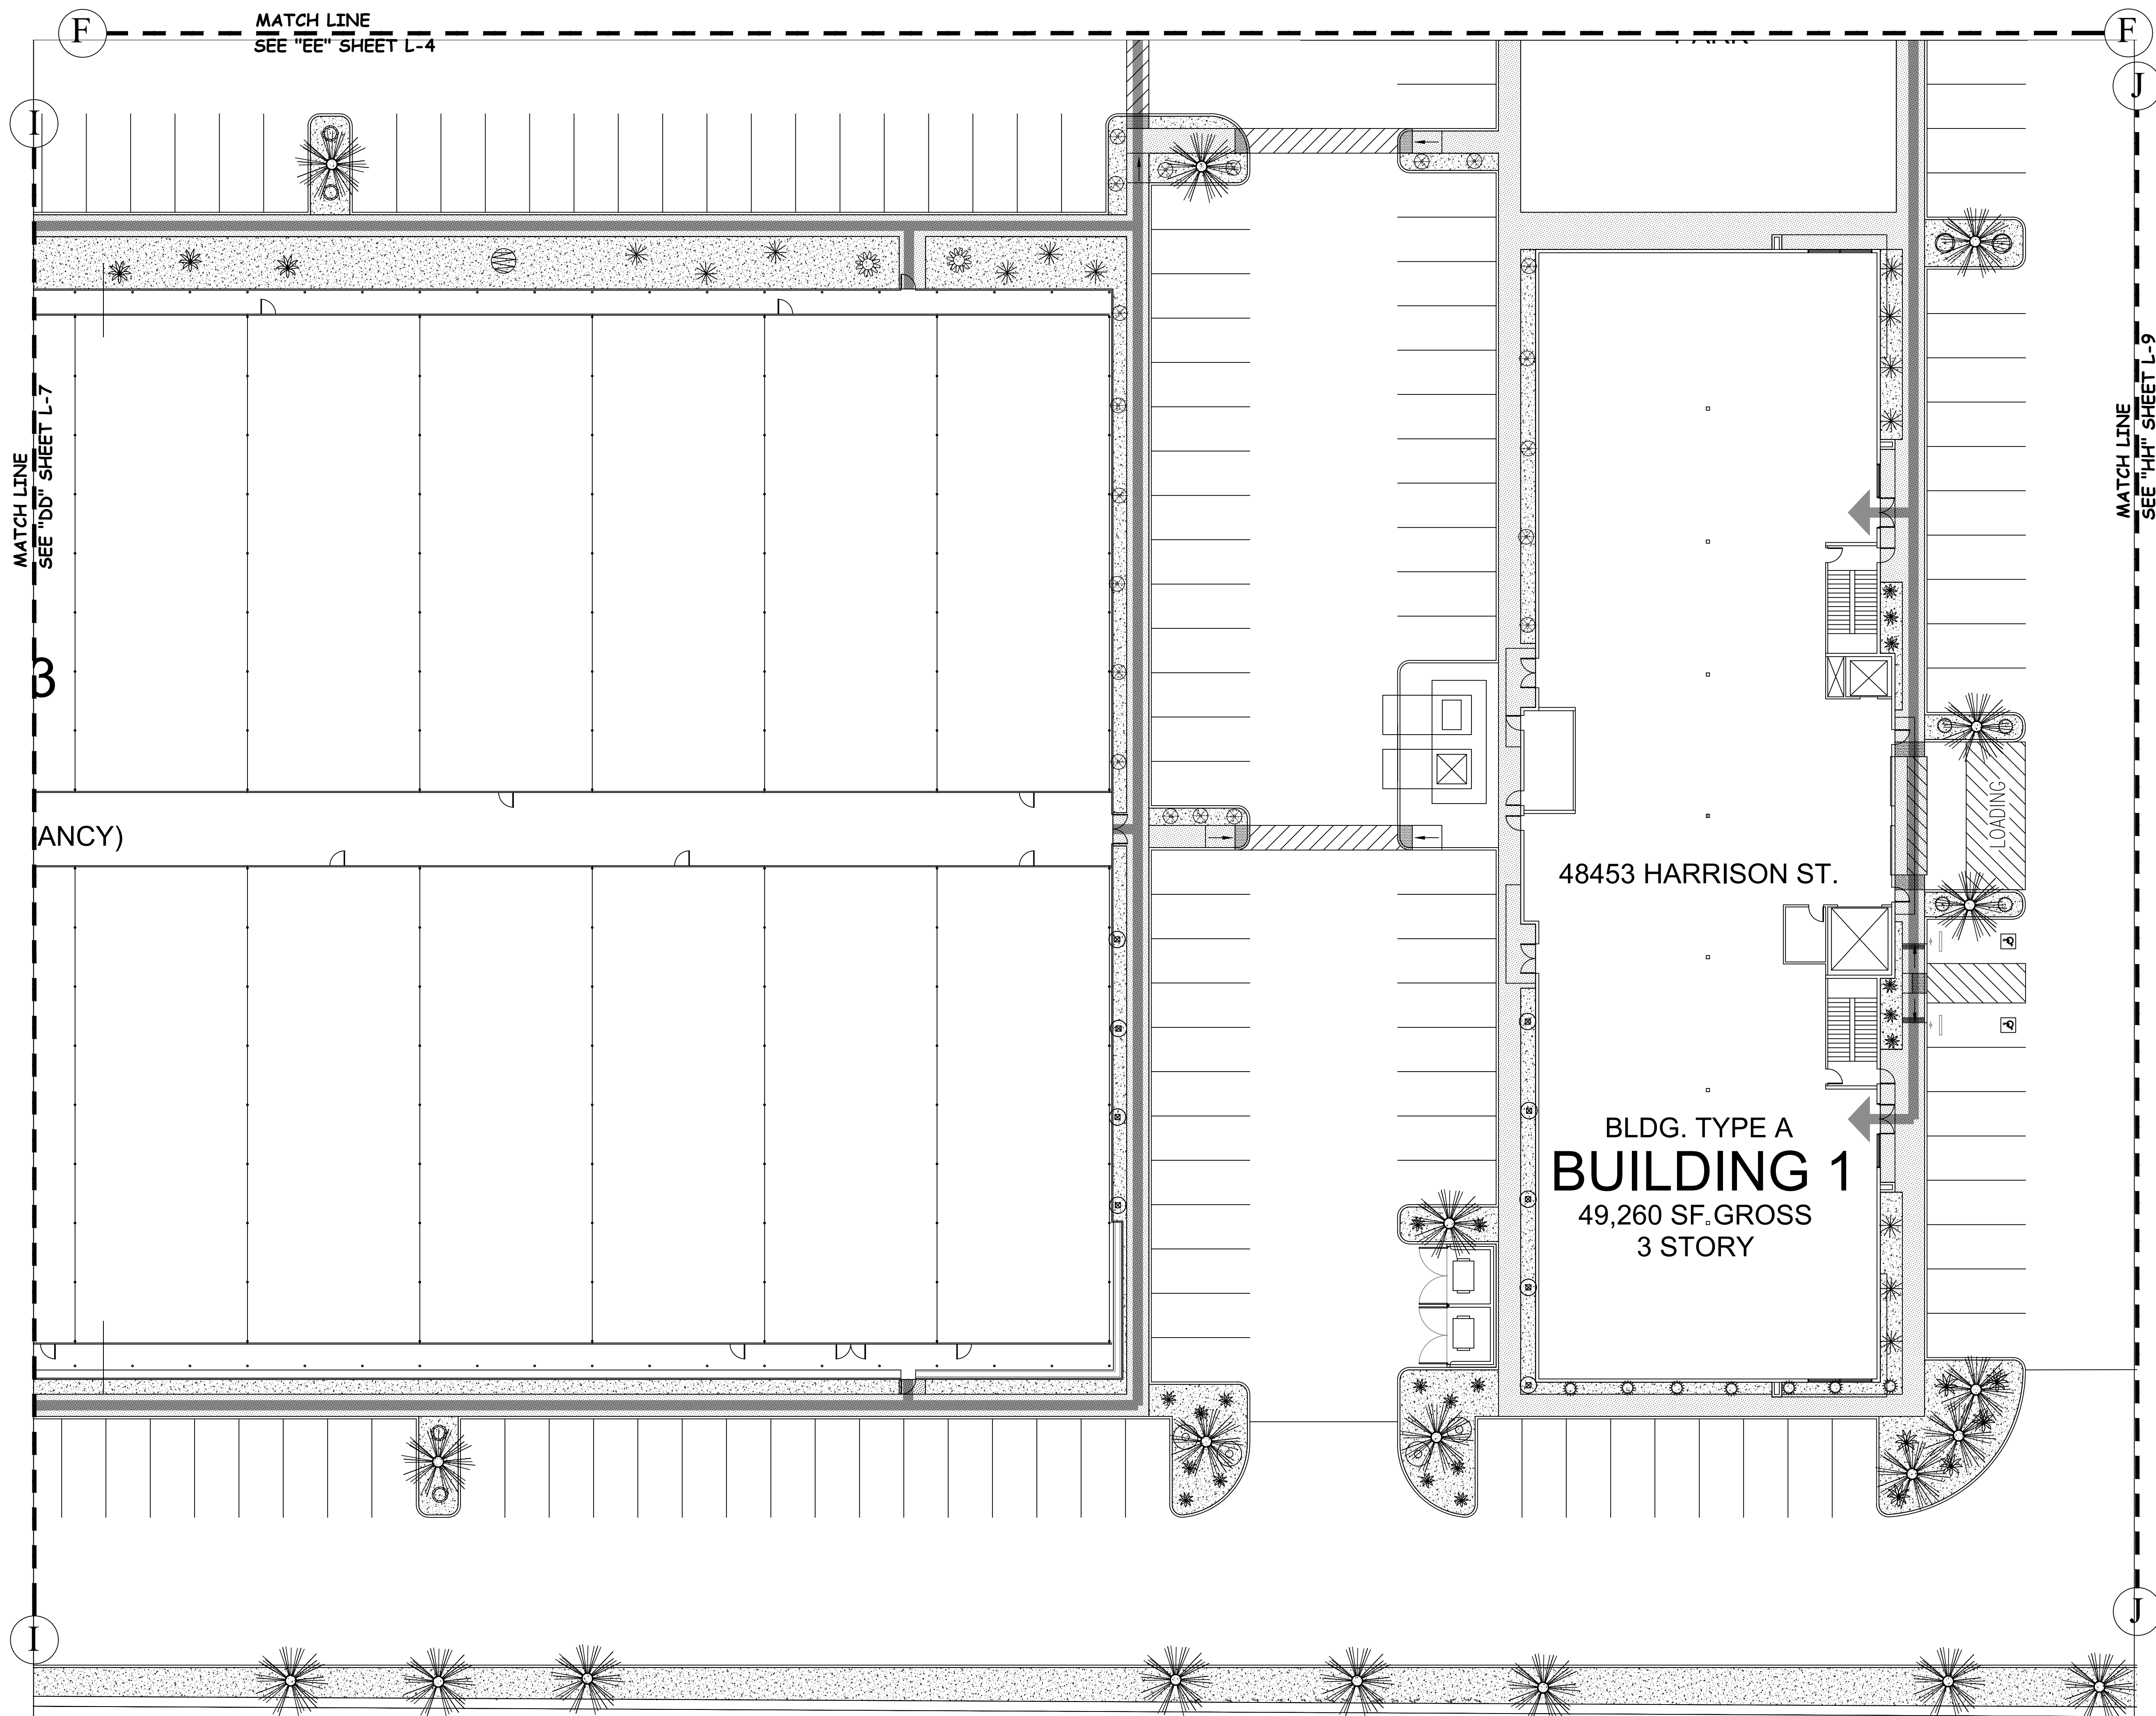 F
MATCH LINE
SEE "EE" SHEET L-4
F
I
J
MATCH LINE
SEE "DD" SHEET L-7
MATCH LINE
SEE "HH" SHEET L-9
3
ANCY)
LOADING
48453 HARRISON ST.
BLDG. TYPE A
BUILDING 1
49,260 SF. GROSS
3 STORY
I
J